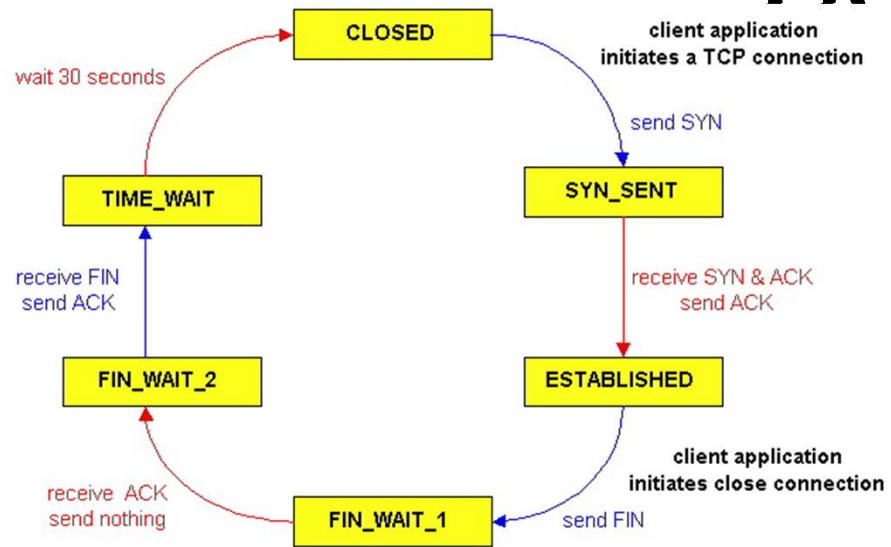 CLOSED
client application
initiates a TCP connection
wait 30 seconds
send SYN
TIME_WAIT
SYN_SENT
receive FIN
send ACK
receive SYN & ACK
send ACK
FIN_WAIT_2
ESTABLISHED
client application
initiates close connection
receive ACK
send nothing
FIN_WAIT_1
send FIN